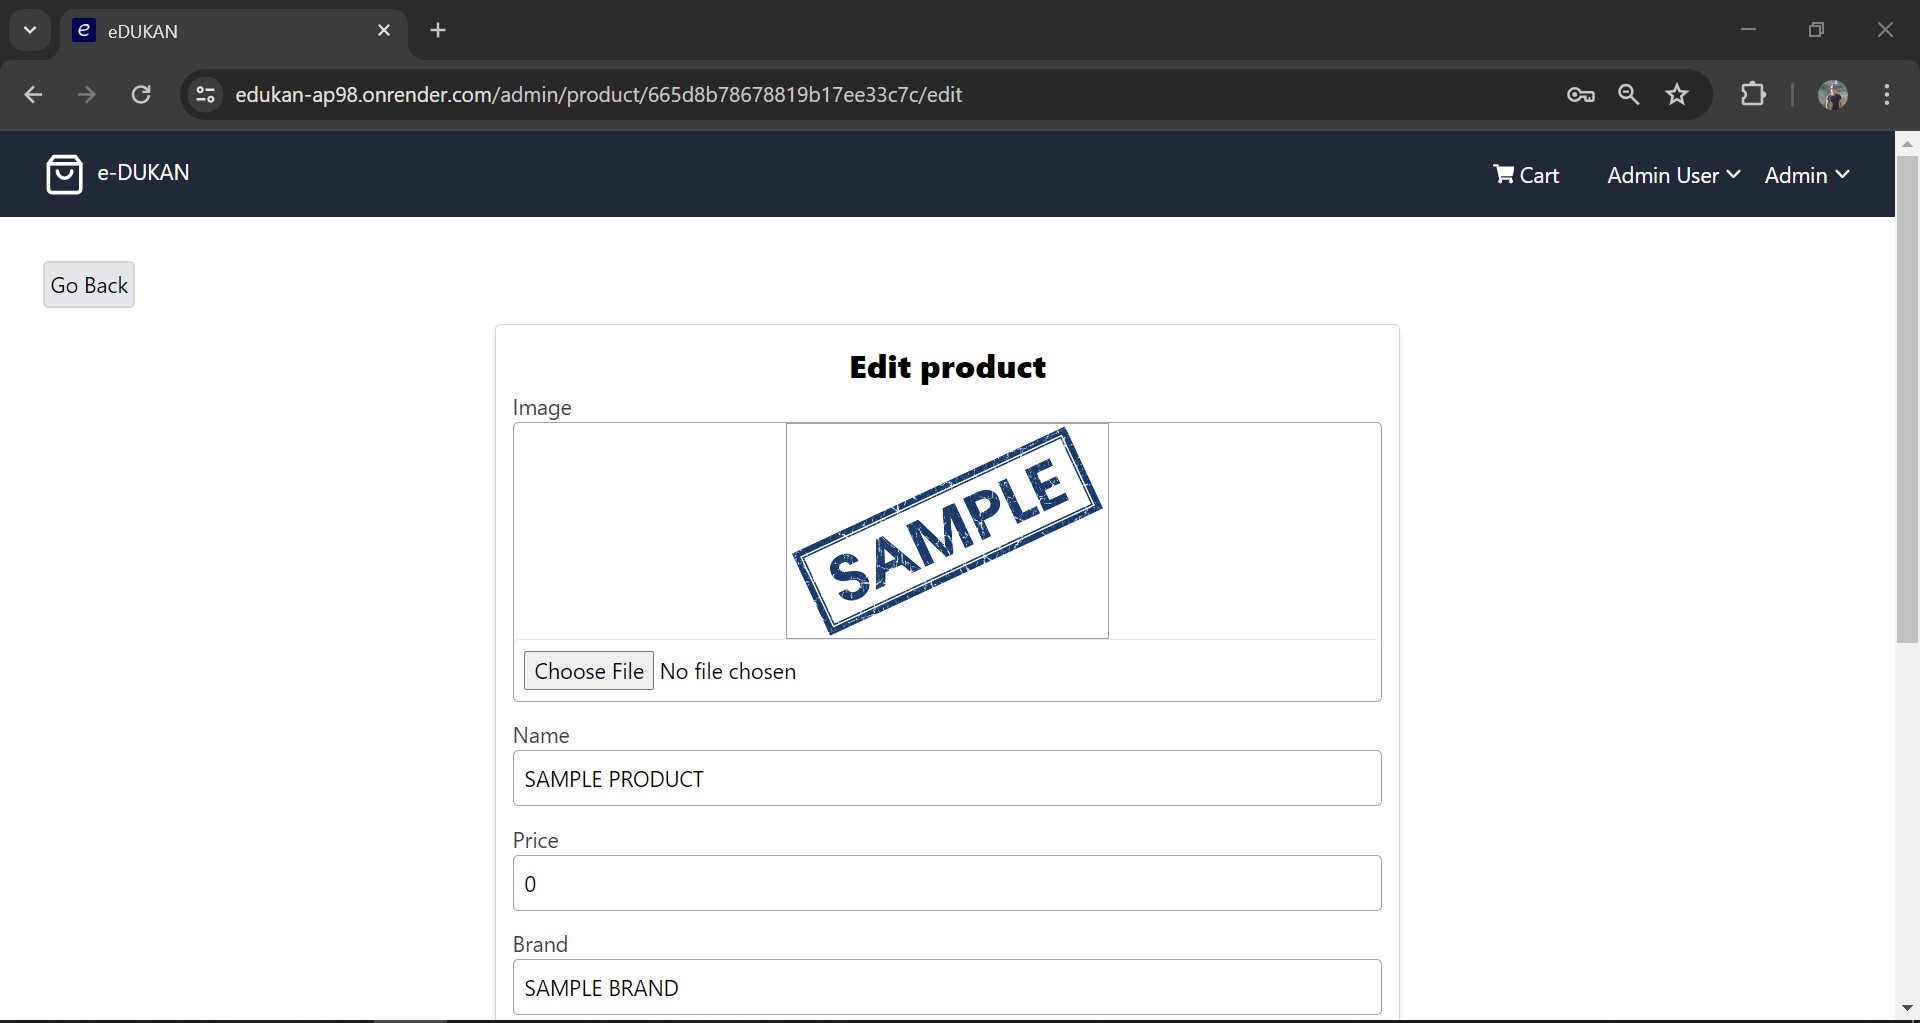 eDUKAN
edukan-ap98.onrender.com/admin/product/665d8b78678819b17ee33c7c/edit
e-DUKAN
Cart
Admin User
Admin
Go Back
Edit product
Image
SAMPLE
Choose File No file chosen
Name
SAMPLE PRODUCT
Price
0
Brand
SAMPLE BRAND